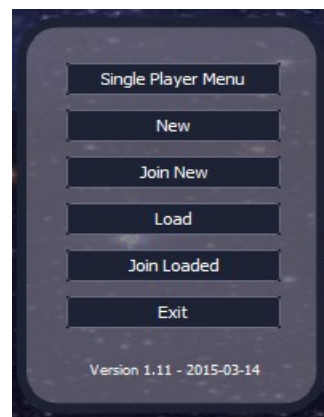 Single Player Menu
New
Join New
Load
Join Loaded
Exit
Version 1.11 - 2015-03-14